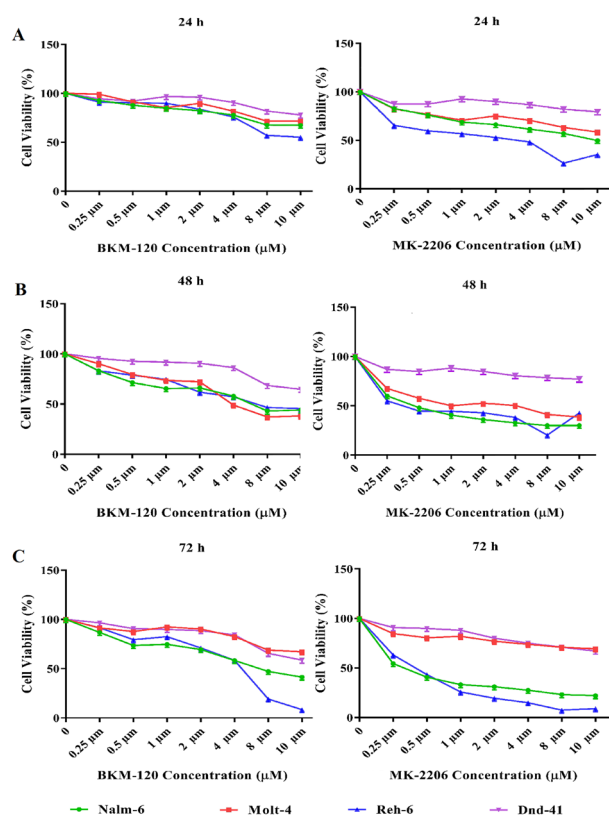 A
24 h
24 h
Cell Viability (%)
150
100
50
0
0
0.25 µm
0.5 µm
1 µm
2 µm
4 µm
8 µm
10 µm
BKM-120 Concentration (µM)
Cell Viability (%)
150
100
50
0
0
0.25 µm
0.5 µm
1 µm
2 µm
4 µm
8 µm
10 µm
MK-2206 Concentration (µM)
B
48 h
48 h
Cell Viability (%)
150
100
50
0
0
0.25 µm
0.5 µm
1 µm
2 µm
4 µm
8 µm
10 µm
BKM-120 Concentration (µM)
Cell Viability (%)
150
100
50
0
0
0.25 µm
0.5 µm
1 µm
2 µm
4 µm
8 µm
10 µm
MK-2206 Concentration (µM)
C
72 h
72 h
Cell Viability (%)
150
100
50
0
0
0.25 µm
0.5 µm
1 µm
2 µm
4 µm
8 µm
10 µm
BKM-120 Concentration (µM)
Cell Viability (%)
150
100
50
0
0
0.25 µm
0.5 µm
1 µm
2 µm
4 µm
8 µm
10 µm
MK-2206 Concentration (µM)
Nalm-6 Molt-4 Reh-6 Dnd-41